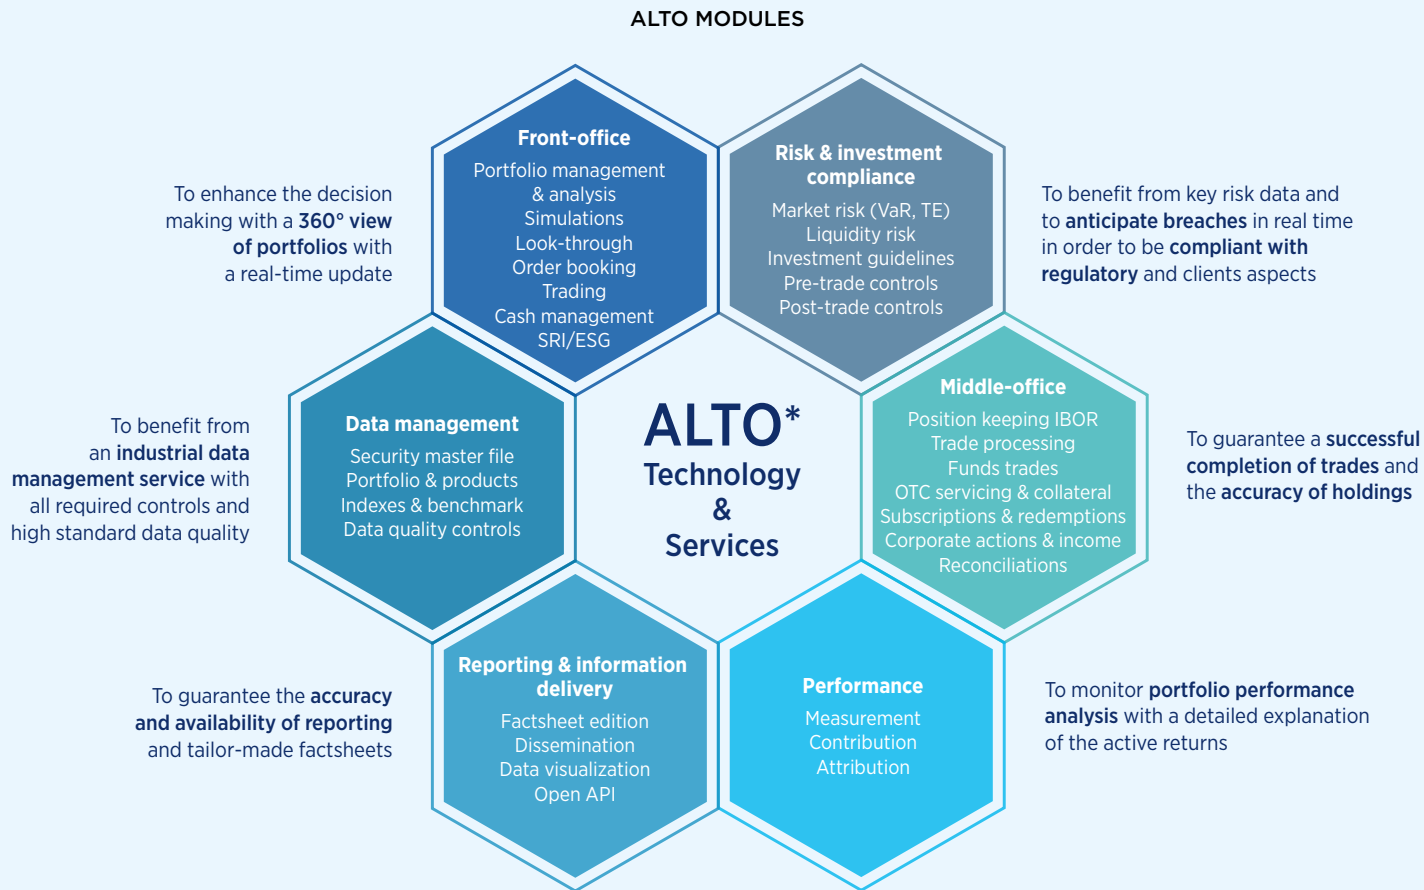 ALTO MODULES
To enhance the decision
making with a 360° view
of portfolios with
a real-time update
Front-office
Portfolio management
& analysis
Simulations
Look-through
Order booking
Trading
Cash management
SRI/ESG
Risk & investment
compliance
Market risk (VaR, TE)
Liquidity risk
Investment guidelines
Pre-trade controls
Post-trade controls
To benefit from key risk data and
to anticipate breaches in real time
in order to be compliant with
regulatory and clients aspects
To benefit from
an industrial data
management service with
all required controls and
high standard data quality
Data management
Security master file
Portfolio & products
Indexes & benchmark
Data quality controls
ALTO*
Technology
&
Services
Middle-office
Position keeping IBOR
Trade processing
Funds trades
OTC servicing & collateral
Subscriptions & redemptions
Corporate actions & income
Reconciliations
To guarantee a successful
completion of trades and
the accuracy of holdings
To guarantee the accuracy
and availability of reporting
and tailor-made factsheets
Reporting & information
delivery
Factsheet edition
Dissemination
Data visualization
Open API
Performance
Measurement
Contribution
Attribution
To monitor portfolio performance
analysis with a detailed explanation
of the active returns